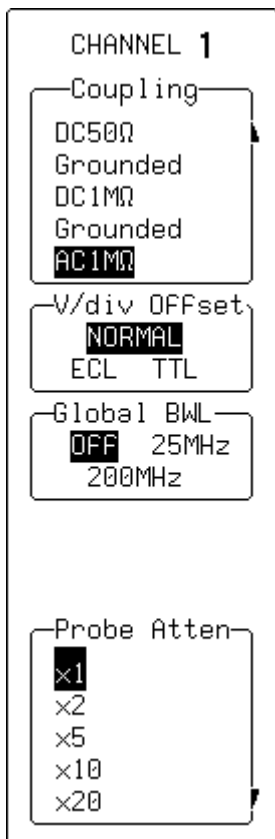 CHANNEL 1
Coupling
DC50Ω
Grounded
DC1MΩ
Grounded
AC1MΩ
V/div OFFset
NORMAL
ECL TTL
Global BWL
OFF 25MHz
200MHz
Probe Atten
×1
×2
×5
×10
×20